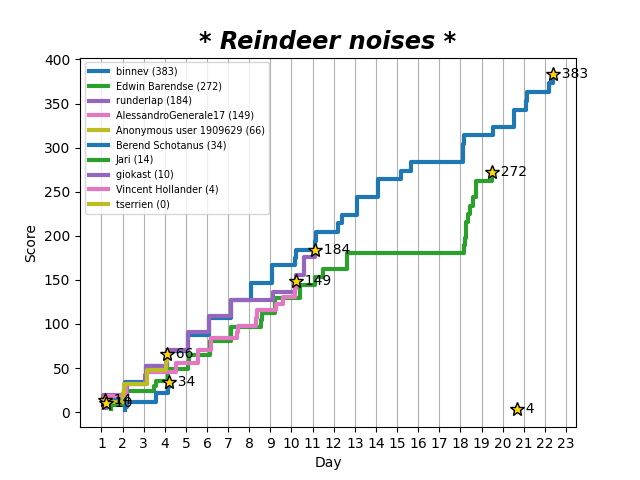 * Reindeer noises *
binnev (383)
Edwin Barendse (272)
runderlap (184)
AlessandroGenerale17 (149)
Anonymous user 1909629 (66)
Berend Schotanus (34)
Jari (14)
giokast (10)
Vincent Hollander (4)
tserrien (0)
400
350
300
250
200
150
100
50
0
Score
383
272
184
149
66
34
4
1 2 3 4 5 6 7 8 9 10 11 12 13 14 15 16 17 18 19 20 21 22 23
Day